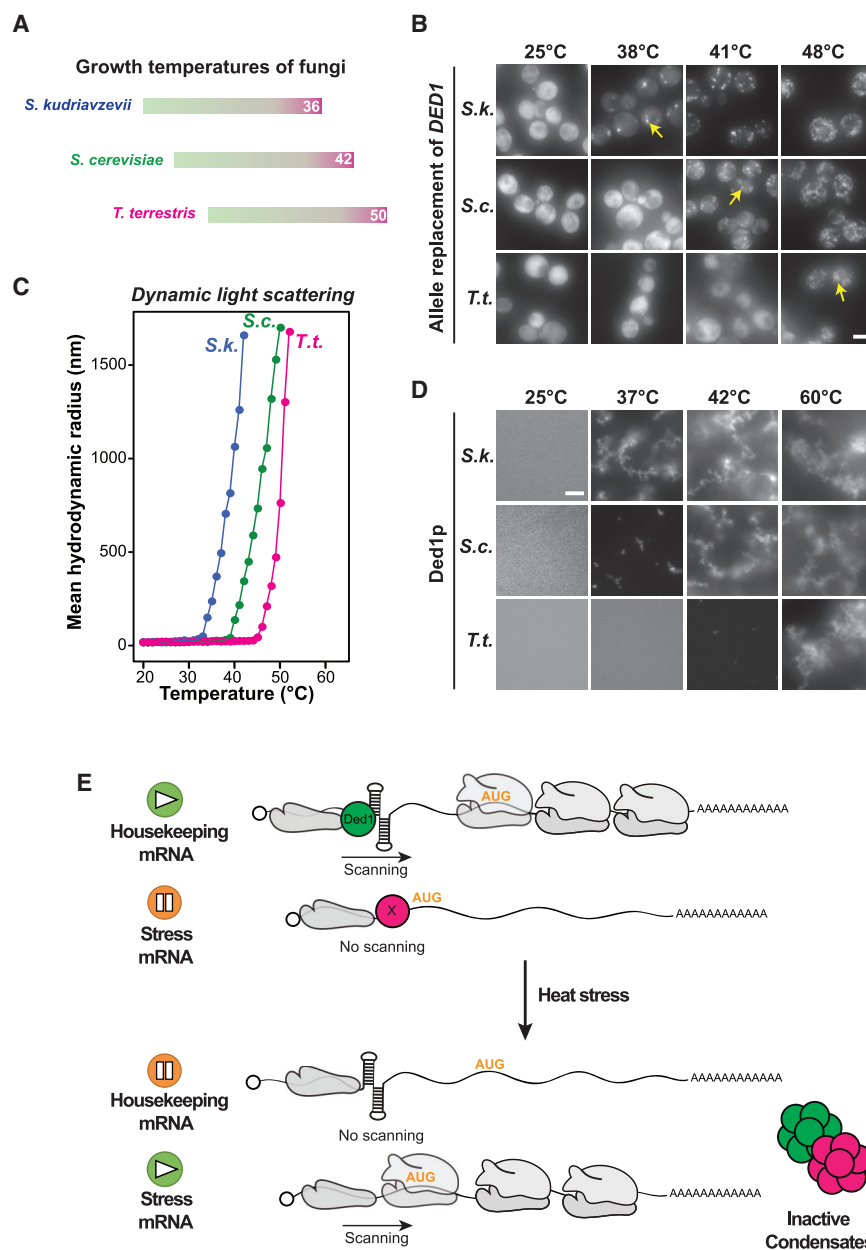 A
Growth temperatures of fungi
S. kudriavzevii
36
S. cerevisiae
42
T. terrestris
50
B
25°C 38°C 41°C 48°C
Allele replacement of DED1
S.k.
S.c.
T.t.
C
Dynamic light scattering
Mean hydrodynamic radius (nm)
1500
1000
500
0
S.k.
S.c.
T.t.
20 30 40 50 60
Temperature (°C)
D
25°C 37°C 42°C 60°C
Ded1p
S.k.
S.c.
T.t.
E
Housekeeping
mRNA
Ded1
AUG
AAAAAAAAAAAA
Scanning
Stress
mRNA
X
AUG
AAAAAAAAAAAA
No scanning
Heat stress
Housekeeping
mRNA
AUG
AAAAAAAAAAAA
No scanning
Stress
mRNA
AUG
AAAAAAAAAAAA
Scanning
Inactive
Condensates